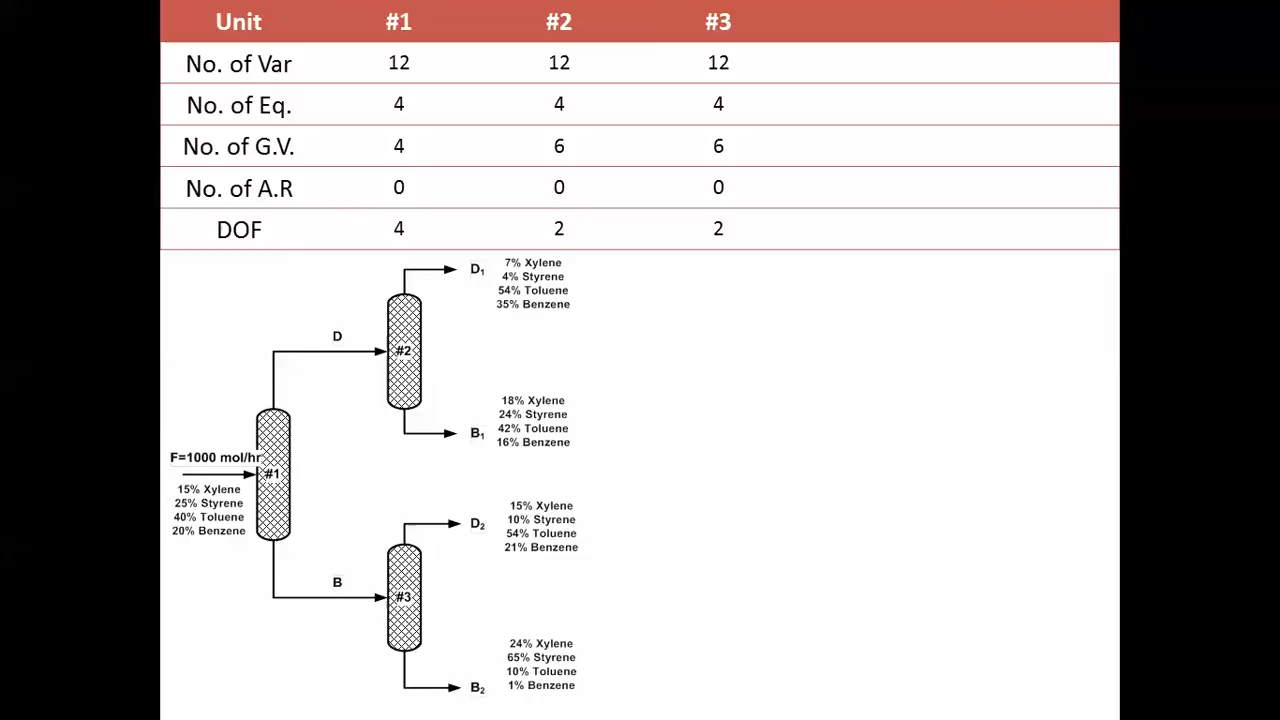 Unit #1 #2 #3
No. of Var 12 12 12
No. of Eq. 4 4 4
No. of G.V. 4 6 6
No. of A.R 0 0 0
DOF 4 2 2
D₁
7% Xylene
4% Styrene
54% Toluene
35% Benzene
D
#2
B₁
18% Xylene
24% Styrene
42% Toluene
16% Benzene
F=1000 mol/hr
#1
15% Xylene
25% Styrene
40% Toluene
20% Benzene
D₂
15% Xylene
10% Styrene
54% Toluene
21% Benzene
B
#3
B₂
24% Xylene
65% Styrene
10% Toluene
1% Benzene